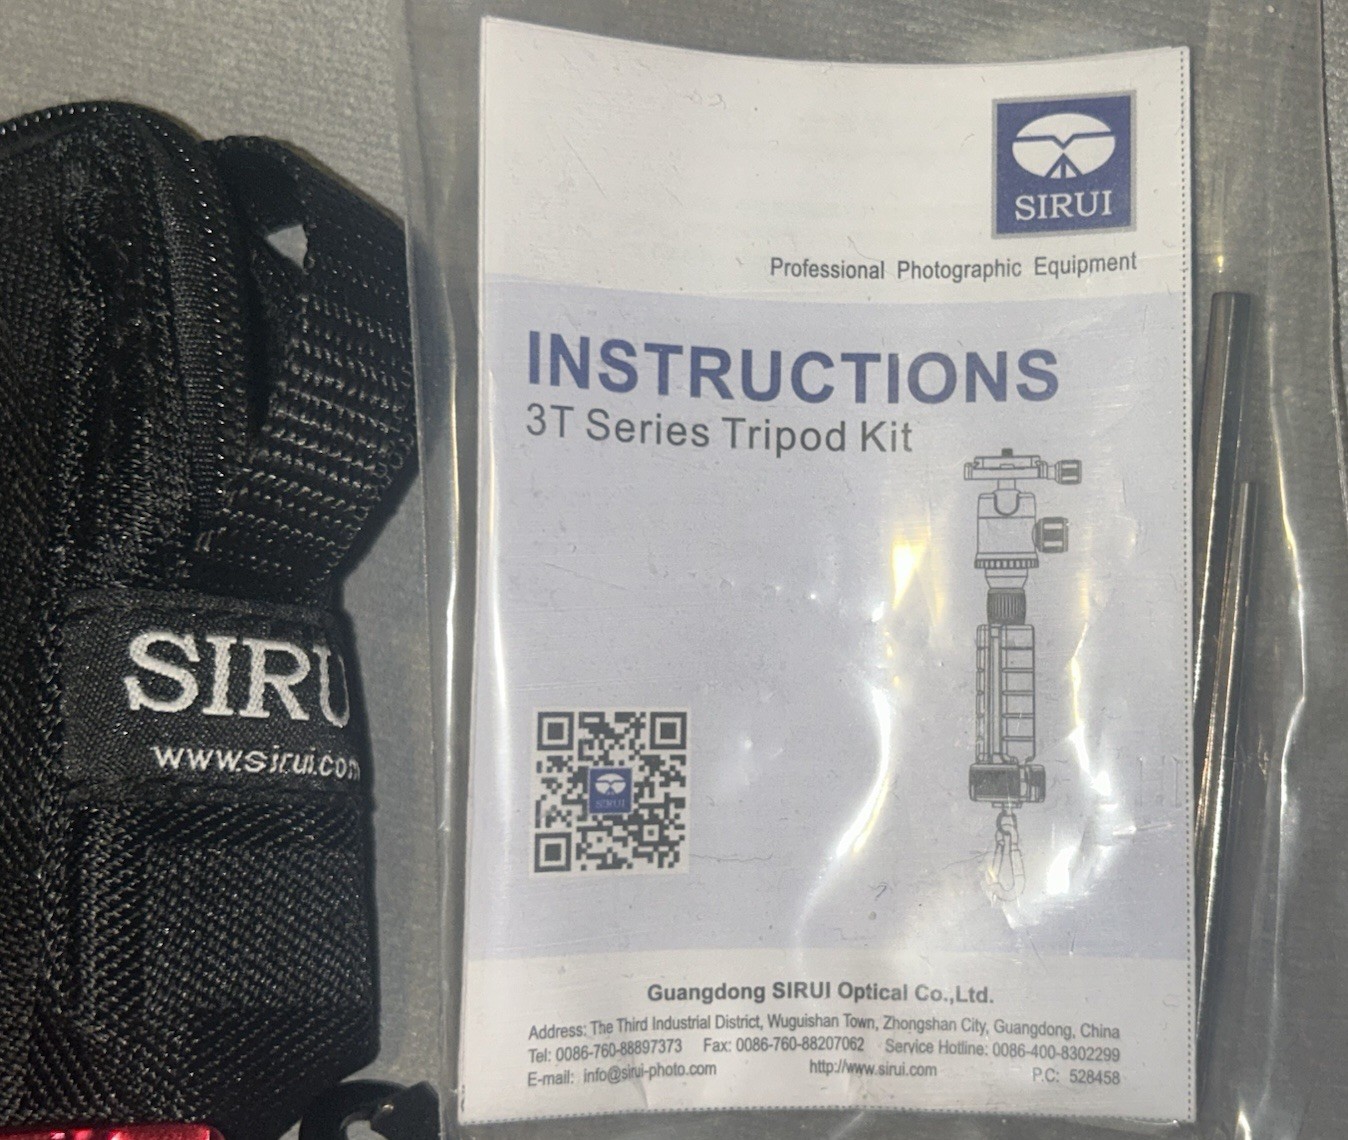 SIRUI
Professional Photographic Equipment
INSTRUCTIONS
3T Series Tripod Kit
SIRUI
Guangdong SIRUI Optical Co.,Ltd.
Address: The Third Industrial District, Wuguishan Town, Zhongshan City, Guangdong, China
Tel: 0086-760-88897373 Fax: 0086-760-88207062 Service Hotline: 0086-400-8302299
E-mail: info@sirui-photo.com http://www.sirui.com P.C: 528458
SIRU
www.sirui.com